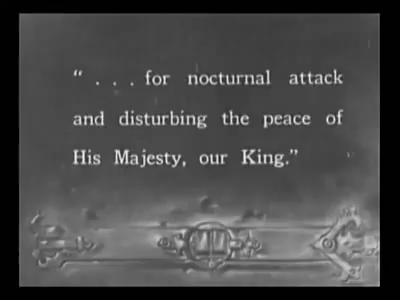 “ . . . for nocturnal attack
and disturbing the peace of
His Majesty, our King.”